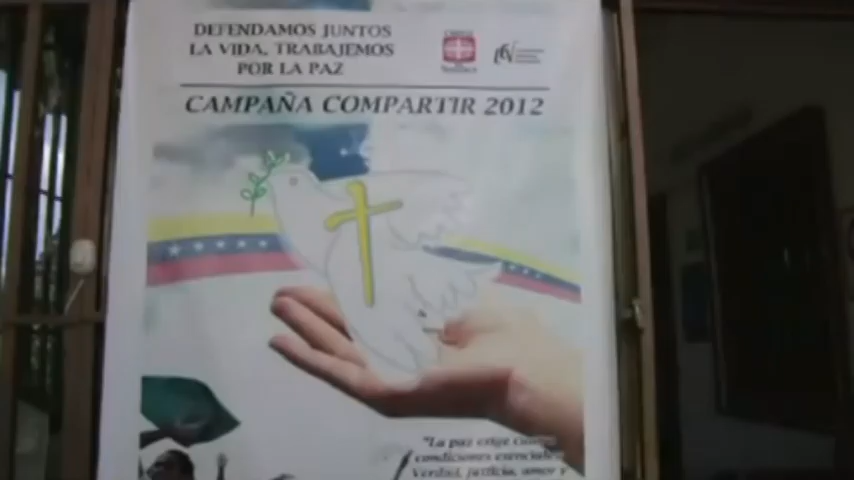 DEFENDAMOS JUNTOS
LA VIDA, TRABAJEMOS
POR LA PAZ
CAMPAÑA COMPARTIR 2012
"La paz exige cuatro
condiciones esenciales
Verdad, justicia, amor y